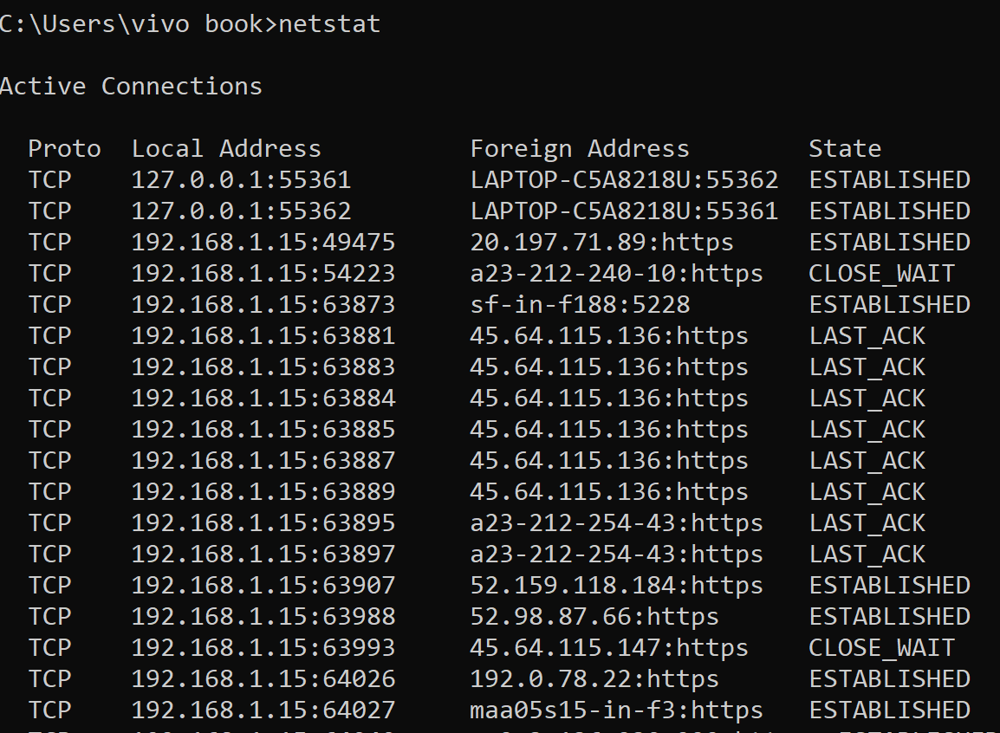 C:\Users\vivo book>netstat
Active Connections
Proto  Local Address          Foreign Address        State
TCP    127.0.0.1:55361        LAPTOP-C5A8218U:55362  ESTABLISHED
TCP    127.0.0.1:55362        LAPTOP-C5A8218U:55361  ESTABLISHED
TCP    192.168.1.15:49475     20.197.71.89:https     ESTABLISHED
TCP    192.168.1.15:54223     a23-212-240-10:https   CLOSE_WAIT
TCP    192.168.1.15:63873     sf-in-f188:5228        ESTABLISHED
TCP    192.168.1.15:63881     45.64.115.136:https    LAST_ACK
TCP    192.168.1.15:63883     45.64.115.136:https    LAST_ACK
TCP    192.168.1.15:63884     45.64.115.136:https    LAST_ACK
TCP    192.168.1.15:63885     45.64.115.136:https    LAST_ACK
TCP    192.168.1.15:63887     45.64.115.136:https    LAST_ACK
TCP    192.168.1.15:63889     45.64.115.136:https    LAST_ACK
TCP    192.168.1.15:63895     a23-212-254-43:https   LAST_ACK
TCP    192.168.1.15:63897     a23-212-254-43:https   LAST_ACK
TCP    192.168.1.15:63907     52.159.118.184:https   ESTABLISHED
TCP    192.168.1.15:63988     52.98.87.66:https      ESTABLISHED
TCP    192.168.1.15:63993     45.64.115.147:https    CLOSE_WAIT
TCP    192.168.1.15:64026     192.0.78.22:https      ESTABLISHED
TCP    192.168.1.15:64027     maa05s15-in-f3:https   ESTABLISHED